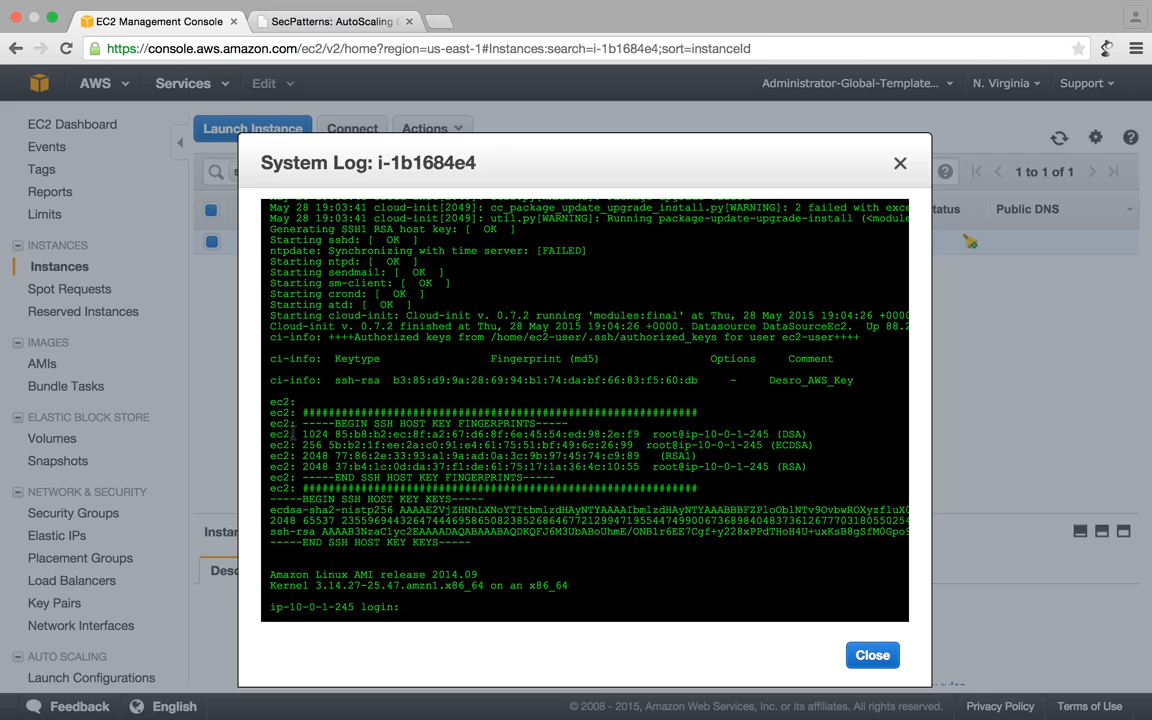 EC2 Management Console
SecPatterns: AutoScaling E
https://console.aws.amazon.com/ec2/v2/home?region=us-east-1#Instances:search=i-1b1684e4;sort=instanceId
AWS
Services
Edit
Administrator-Global-Template...
N. Virginia
Support
EC2 Dashboard
Events
Tags
Reports
Limits
INSTANCES
Instances
Spot Requests
Reserved Instances
IMAGES
AMIs
Bundle Tasks
ELASTIC BLOCK STORE
Volumes
Snapshots
NETWORK & SECURITY
Security Groups
Elastic IPs
Placement Groups
Load Balancers
Key Pairs
Network Interfaces
AUTO SCALING
Launch Configurations
Launch Instance
Connect
Actions
1 to 1 of 1
tatus
Public DNS
Instan
Desc
System Log: i-1b1684e4
May 28 19:03:41 cloud-init[2049]: cc_package_update_upgrade_install.py[WARNING]: 2 failed with exce
May 28 19:03:41 cloud-init[2049]: util.py[WARNING]: Running package-update-upgrade-install (<module
Generating SSH1 RSA host key: [  OK  ]
Starting sshd: [  OK  ]
ntpdate: Synchronizing with time server: [FAILED]
Starting ntpd: [  OK  ]
Starting sendmail: [  OK  ]
Starting sm-client: [  OK  ]
Starting crond: [  OK  ]
Starting atd: [  OK  ]
Starting cloud-init: Cloud-init v. 0.7.2 running 'modules:final' at Thu, 28 May 2015 19:04:26 +0000
Cloud-init v. 0.7.2 finished at Thu, 28 May 2015 19:04:26 +0000. Datasource DataSourceEc2.  Up 88.2
ci-info: ++++Authorized keys from /home/ec2-user/.ssh/authorized_keys for user ec2-user++++
ci-info:  Keytype  Fingerprint (md5)  Options  Comment
ci-info:  ssh-rsa  b3:85:d9:9a:28:69:94:b1:74:da:bf:66:83:f5:60:db  -  Desro_AWS_Key
ec2:
ec2: #############################################################
ec2: -----BEGIN SSH HOST KEY FINGERPRINTS-----
ec2: 1024 85:b8:b2:ec:8f:a2:67:d6:8f:6e:45:54:ed:98:2e:f9  root@ip-10-0-1-245 (DSA)
ec2: 256 5b:b2:1f:ee:2a:c0:91:e4:61:75:51:bf:49:6c:26:99  root@ip-10-0-1-245 (ECDSA)
ec2: 2048 77:86:2e:33:93:a1:9a:ad:0a:3c:9b:97:45:74:c9:89  (RSA1)
ec2: 2048 37:b4:1c:0d:da:37:f1:de:61:75:17:1a:36:4c:10:55  root@ip-10-0-1-245 (RSA)
ec2: -----END SSH HOST KEY FINGERPRINTS-----
ec2: #############################################################
-----BEGIN SSH HOST KEY KEYS-----
ecdsa-sha2-nistp256
2048 65537
ssh-rsa
-----END SSH HOST KEY KEYS-----
Amazon Linux AMI release 2014.09
Kernel 3.14.27-25.47.amzn1.x86_64 on an x86_64
ip-10-0-1-245 login:
Close
Feedback
English
© 2008 - 2015, Amazon Web Services, Inc. or its affiliates. All rights reserved.
Privacy Policy
Terms of Use